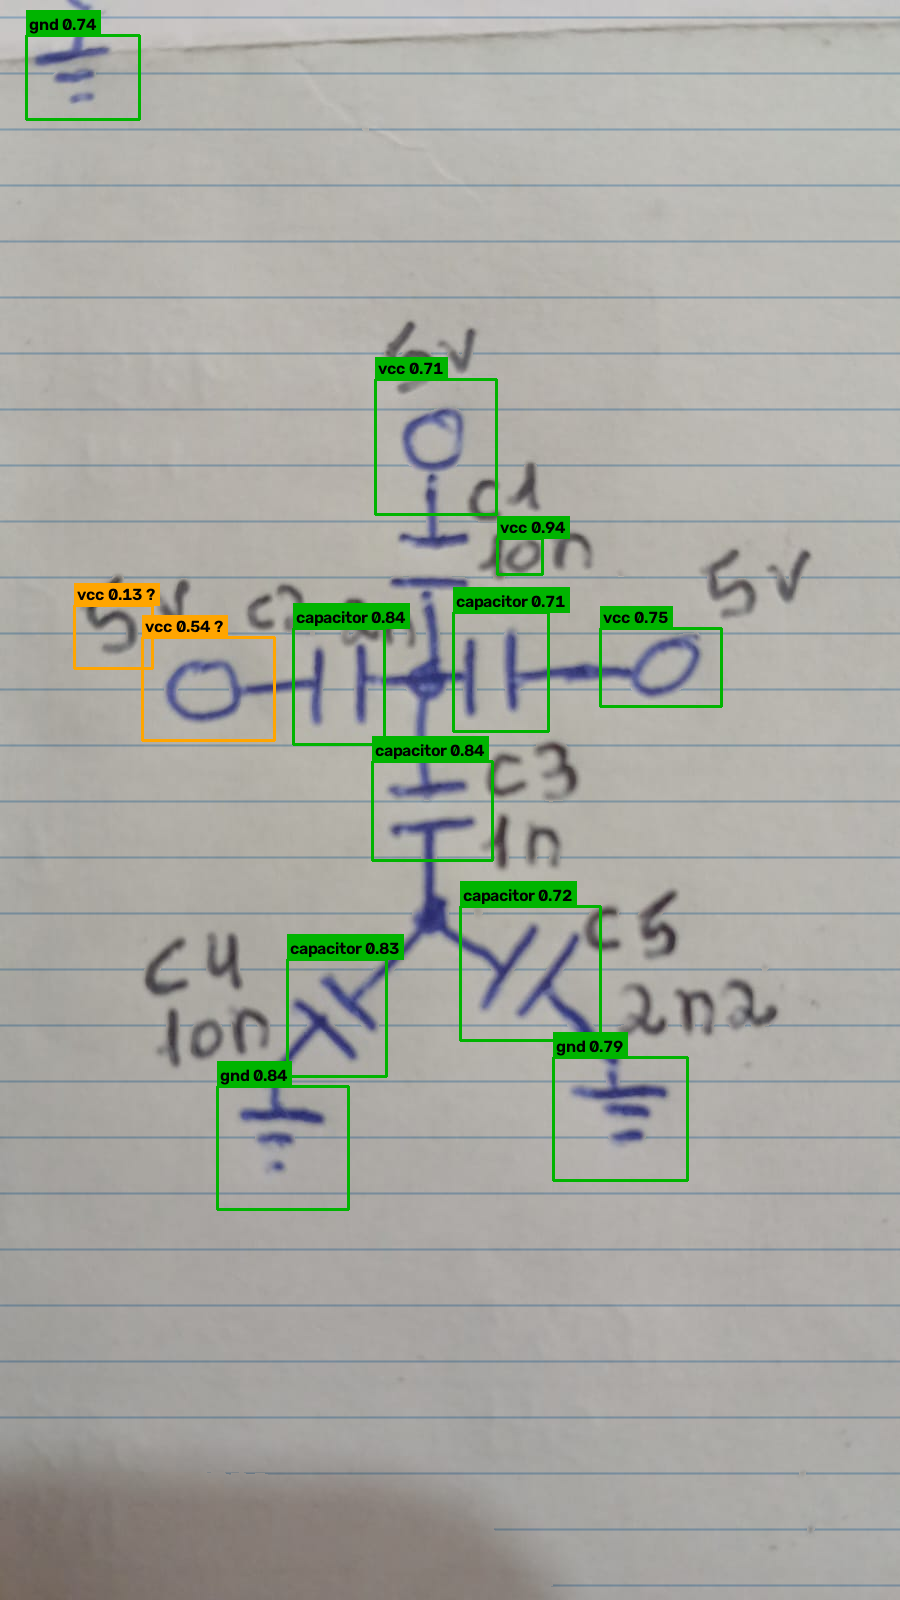 gnd 0.74
5V
vcc 0.71
C1
vcc 0.94
10n
5V
vcc 0.13 ?
5V
C2
capacitor 0.84
capacitor 0.71
vcc 0.75
vcc 0.54 ?
capacitor 0.84
C3
1n
capacitor 0.72
C5
capacitor 0.83
C4
10n
2n2
gnd 0.79
gnd 0.84